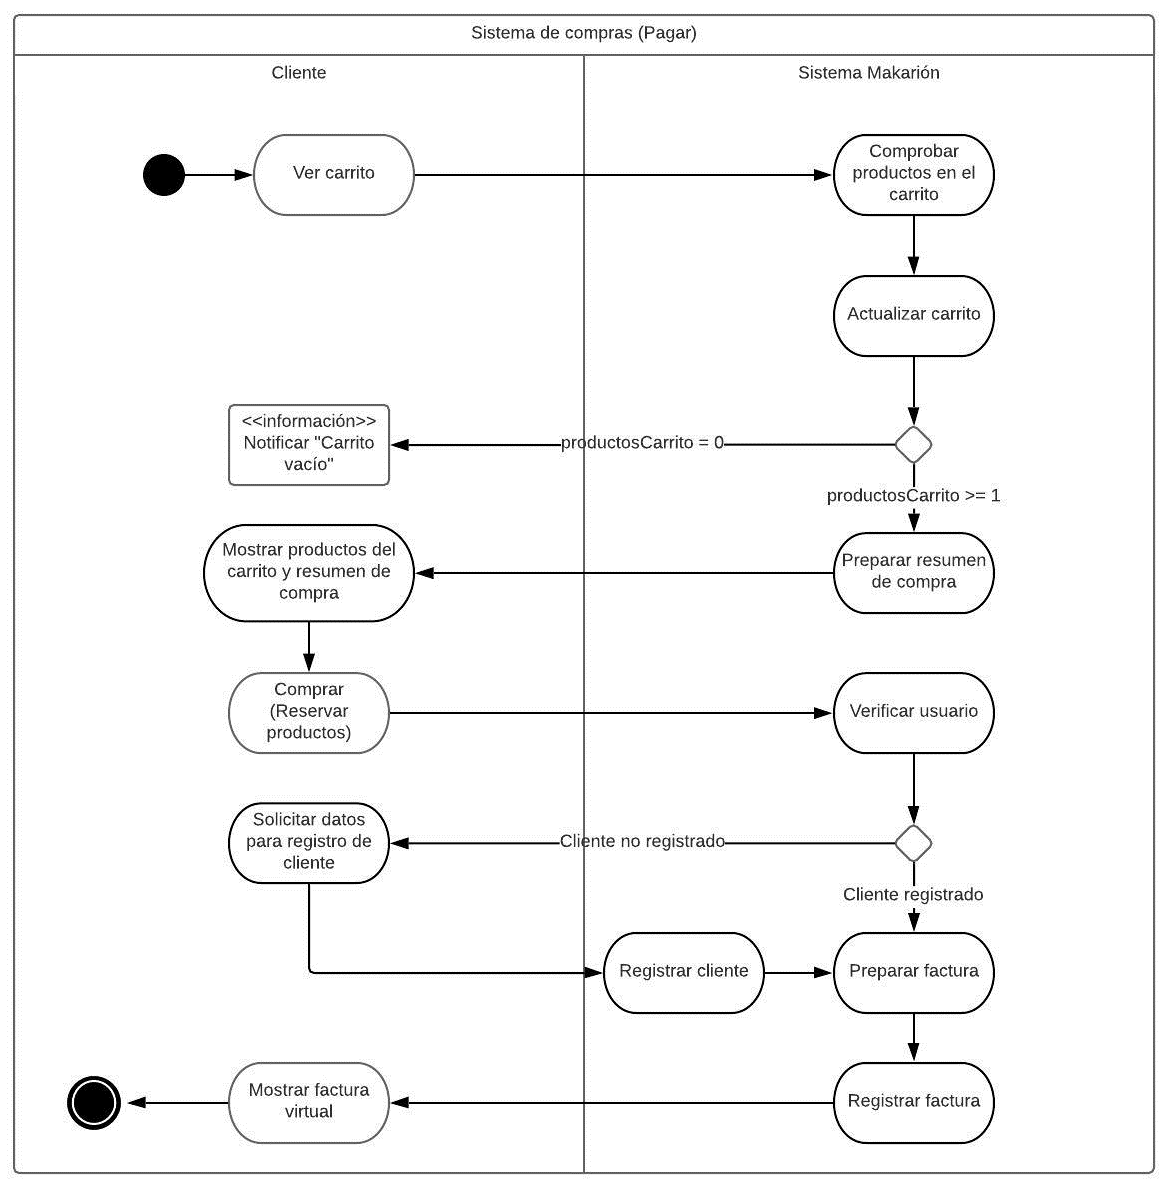 Sistema de compras (Pagar)
Cliente
Sistema Makarión
Ver carrito
Comprobar
productos en el
carrito
Actualizar carrito
<<información>>
Notificar "Carrito
vacío"
productosCarrito = 0
productosCarrito >= 1
Mostrar productos del
carrito y resumen de
compra
Preparar resumen
de compra
Comprar
(Reservar
productos)
Verificar usuario
Solicitar datos
para registro de
cliente
Cliente no registrado
Cliente registrado
Registrar cliente
Preparar factura
Mostrar factura
virtual
Registrar factura